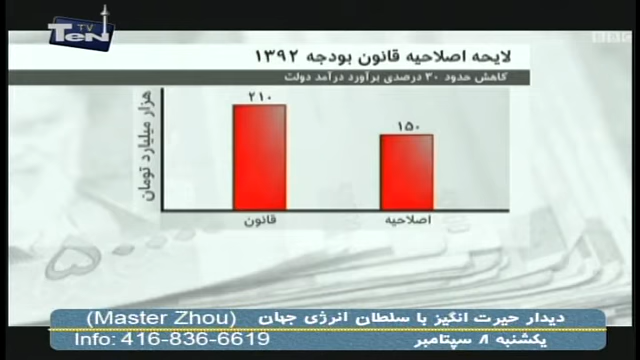 TV
TEN
BBC
لایحه اصلاحیه قانون بودجه ۱۳۹۲
کاهش حدود ۳۰ درصدی برآورد درآمد دولت
هزار میلیارد تومان
۲۱۰
۱۵۰
قانون
اصلاحیه
۵۰۰۰
دیدار حیرت انگیز با سلطان انرژی جهان (Master Zhou)
یکشنبه ۸ سپتامبر Info: 416-836-6619